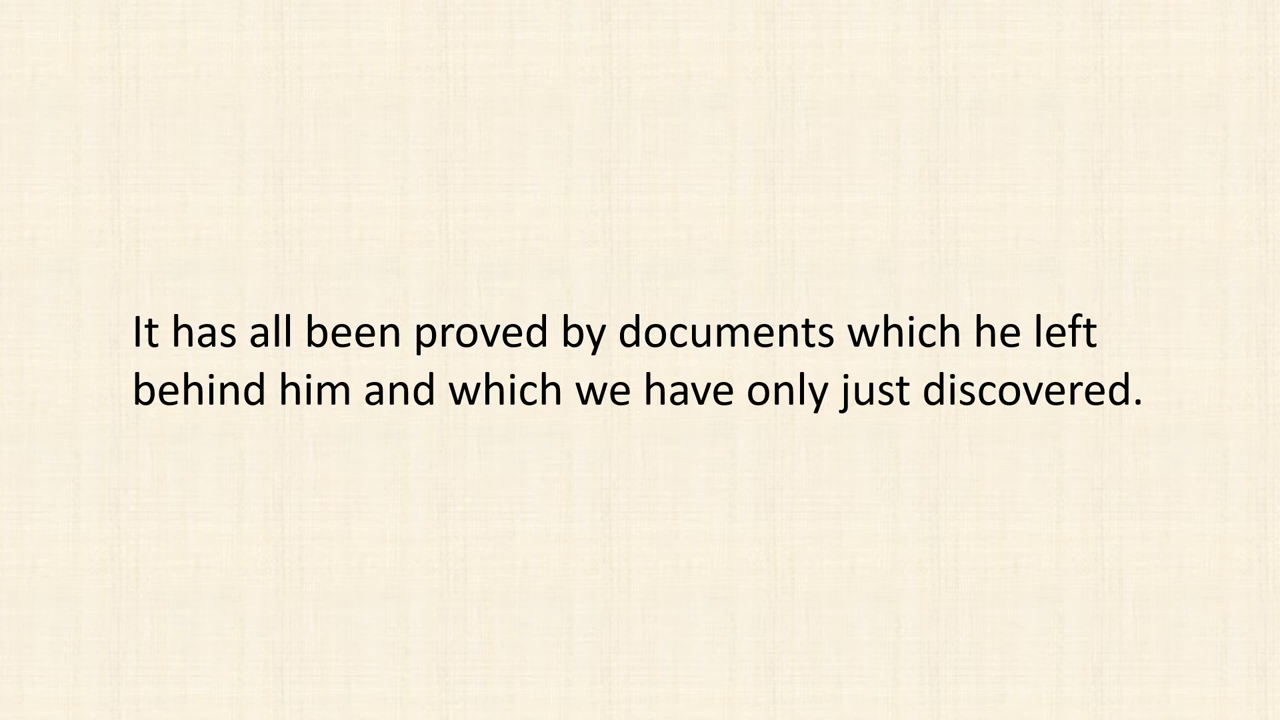 It has all been proved by documents which he left
behind him and which we have only just discovered.